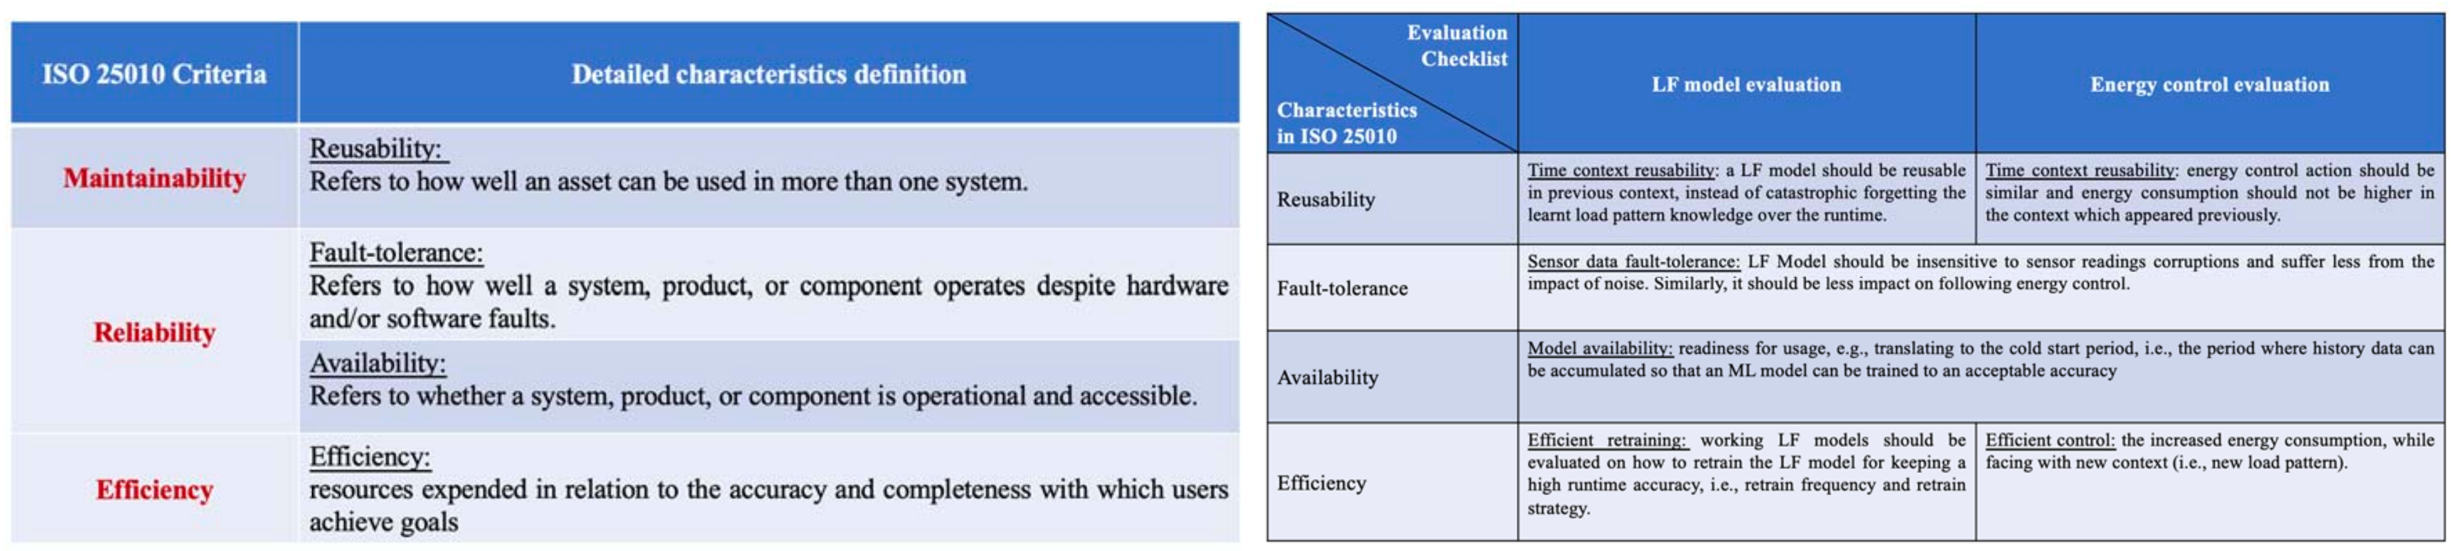 ISO 25010 Criteria
Detailed characteristics definition
Maintainability
Reusability:
Refers to how well an asset can be used in more than one system.
Reliability
Fault-tolerance:
Refers to how well a system, product, or component operates despite hardware
and/or software faults.
Availability:
Refers to whether a system, product, or component is operational and accessible.
Efficiency
Efficiency:
resources expended in relation to the accuracy and completeness with which users
achieve goals
Evaluation
Checklist
Characteristics
in ISO 25010
LF model evaluation
Energy control evaluation
Reusability
Time context reusability: a LF model should be reusable
in previous context, instead of catastrophic forgetting the
learnt load pattern knowledge over the runtime.
Time context reusability: energy control action should be
similar and energy consumption should not be higher in
the context which appeared previously.
Fault-tolerance
Sensor data fault-tolerance: LF Model should be insensitive to sensor readings corruptions and suffer less from the
impact of noise. Similarly, it should be less impact on following energy control.
Availability
Model availability: readiness for usage, e.g., translating to the cold start period, i.e., the period where history data can
be accumulated so that an ML model can be trained to an acceptable accuracy
Efficiency
Efficient retraining: working LF models should be
evaluated on how to retrain the LF model for keeping a
high runtime accuracy, i.e., retrain frequency and retrain
strategy.
Efficient control: the increased energy consumption, while
facing with new context (i.e., new load pattern).